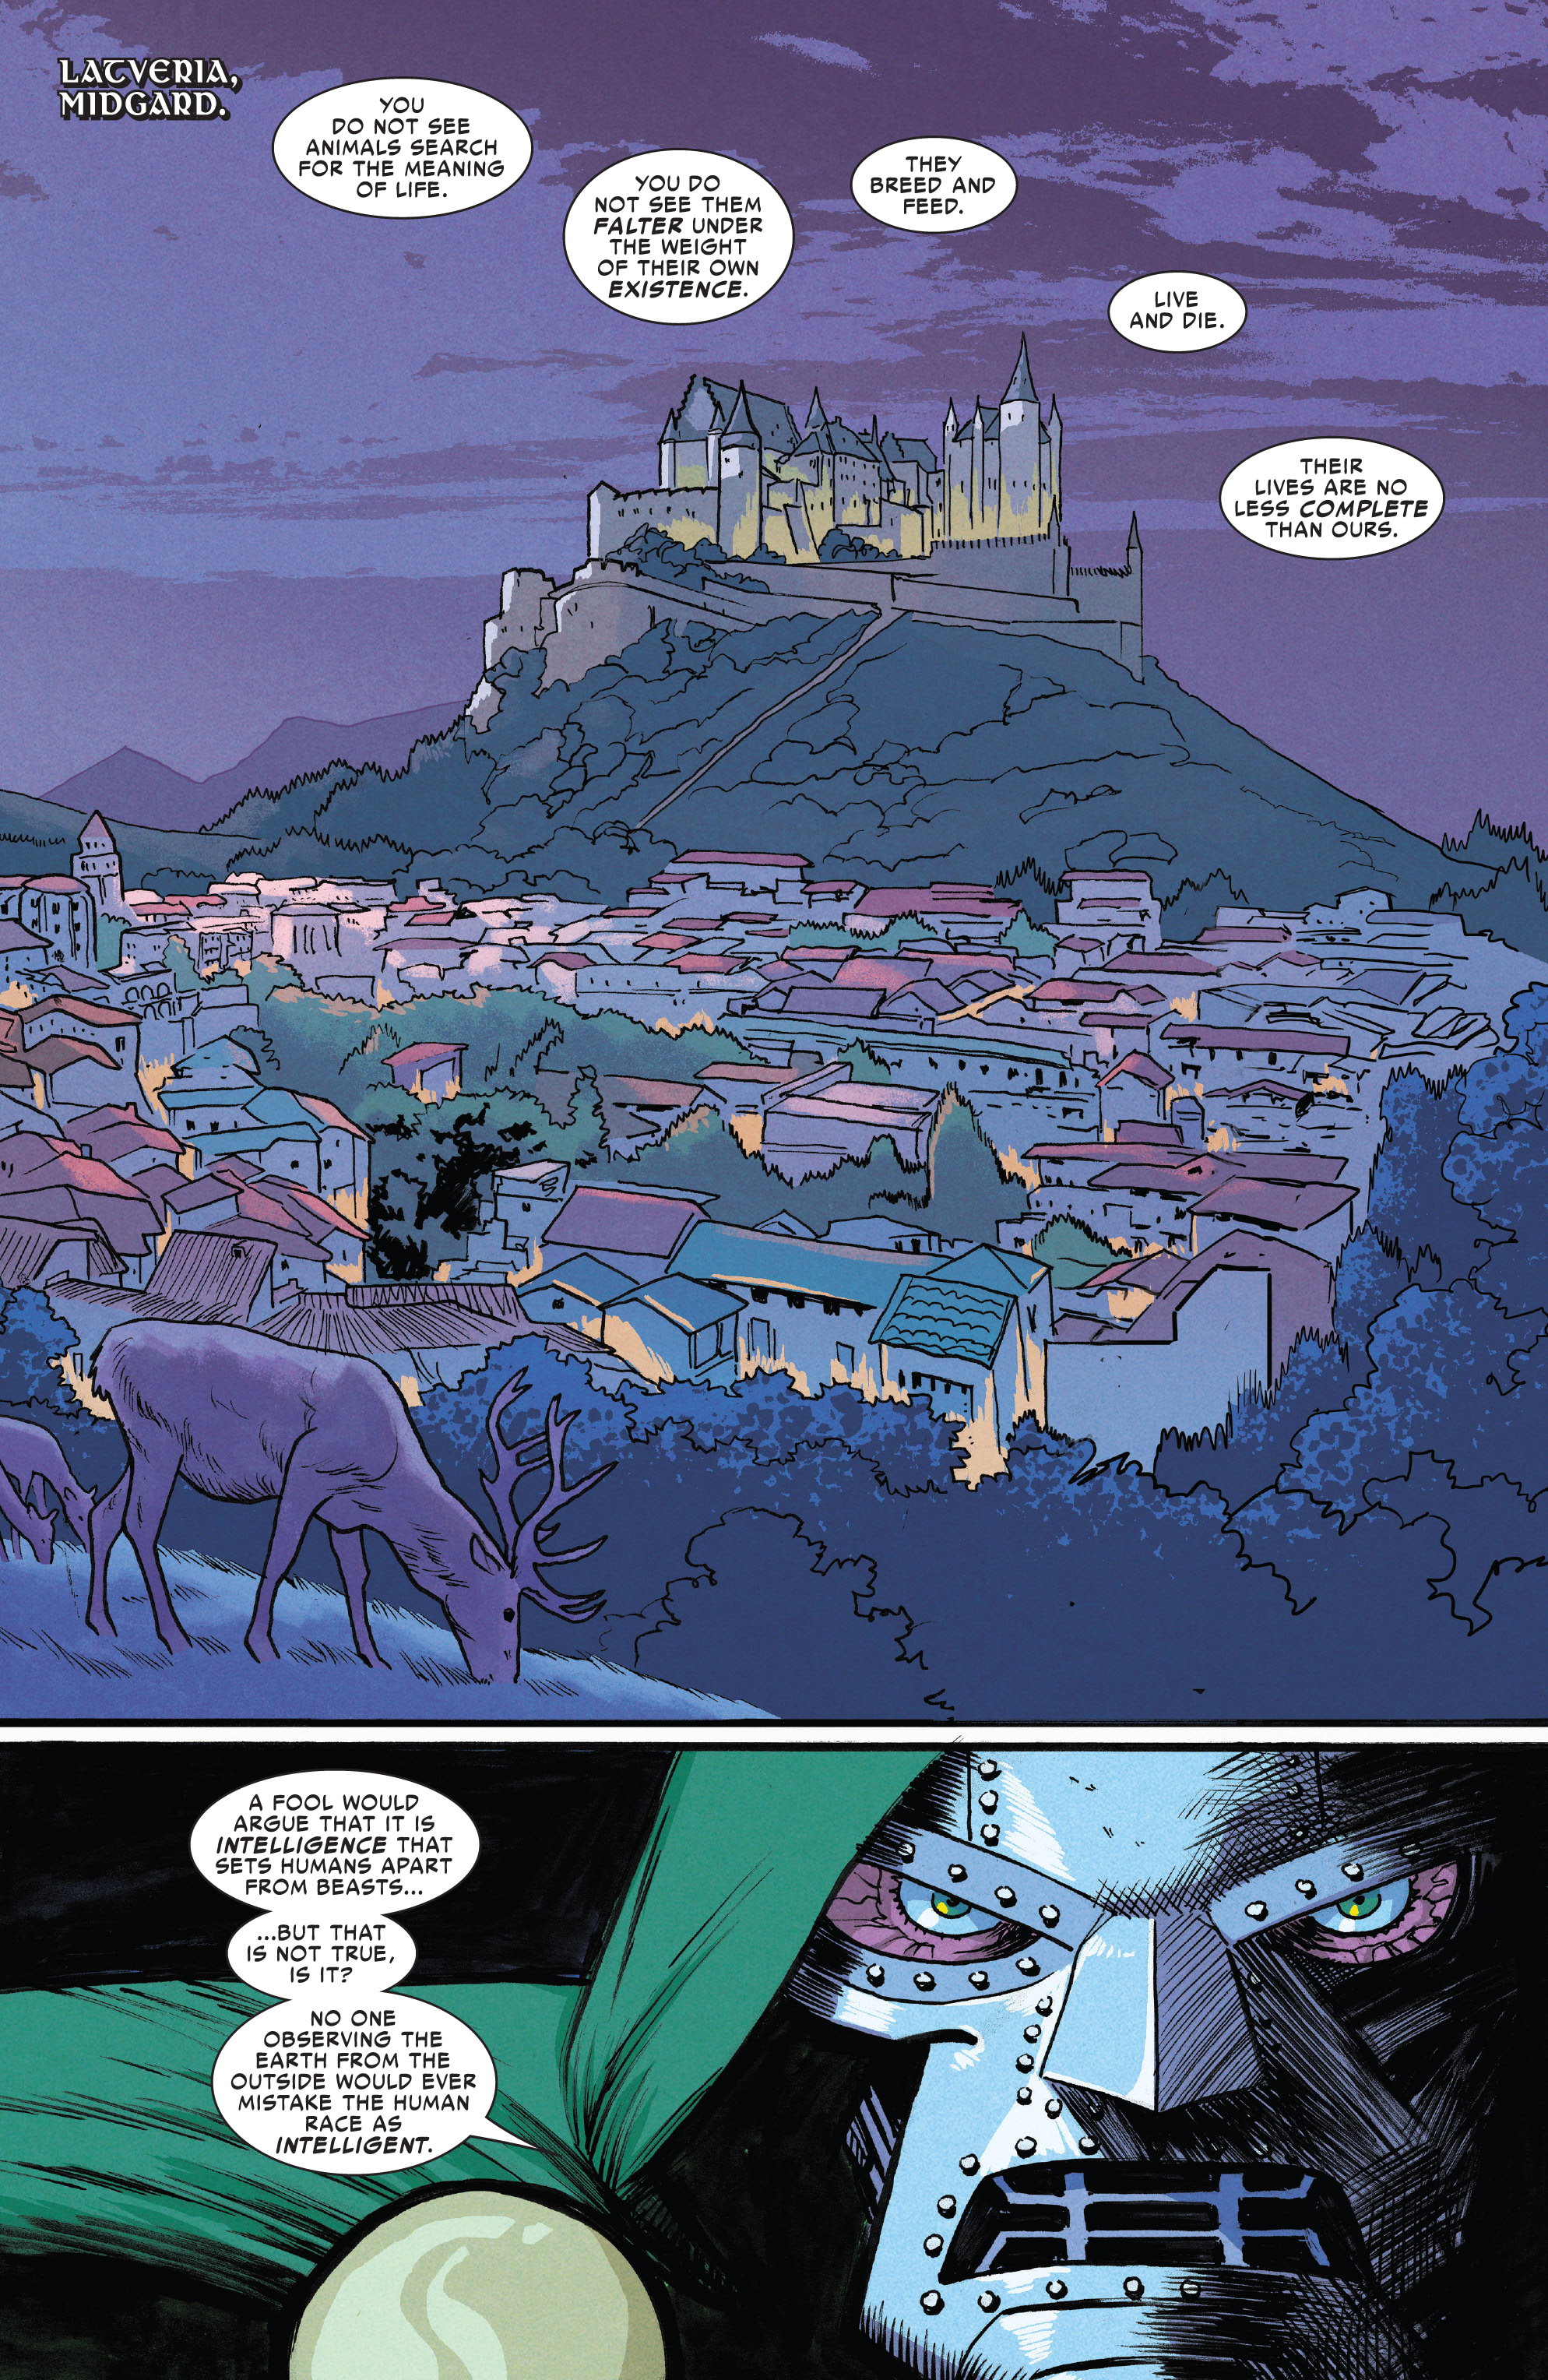 LATVERIA,
MIDGARD.
YOU
DO NOT SEE
ANIMALS SEARCH
FOR THE MEANING
OF LIFE.
YOU DO
NOT SEE THEM
FALTER UNDER
THE WEIGHT
OF THEIR OWN
EXISTENCE.
THEY
BREED AND
FEED.
LIVE
AND DIE.
THEIR
LIVES ARE NO
LESS COMPLETE
THAN OURS.
A FOOL WOULD
ARGUE THAT IT IS
INTELLIGENCE THAT
SETS HUMANS APART
FROM BEASTS...
...BUT THAT
IS NOT TRUE,
IS IT?
NO ONE
OBSERVING THE
EARTH FROM THE
OUTSIDE WOULD EVER
MISTAKE THE HUMAN
RACE AS
INTELLIGENT.